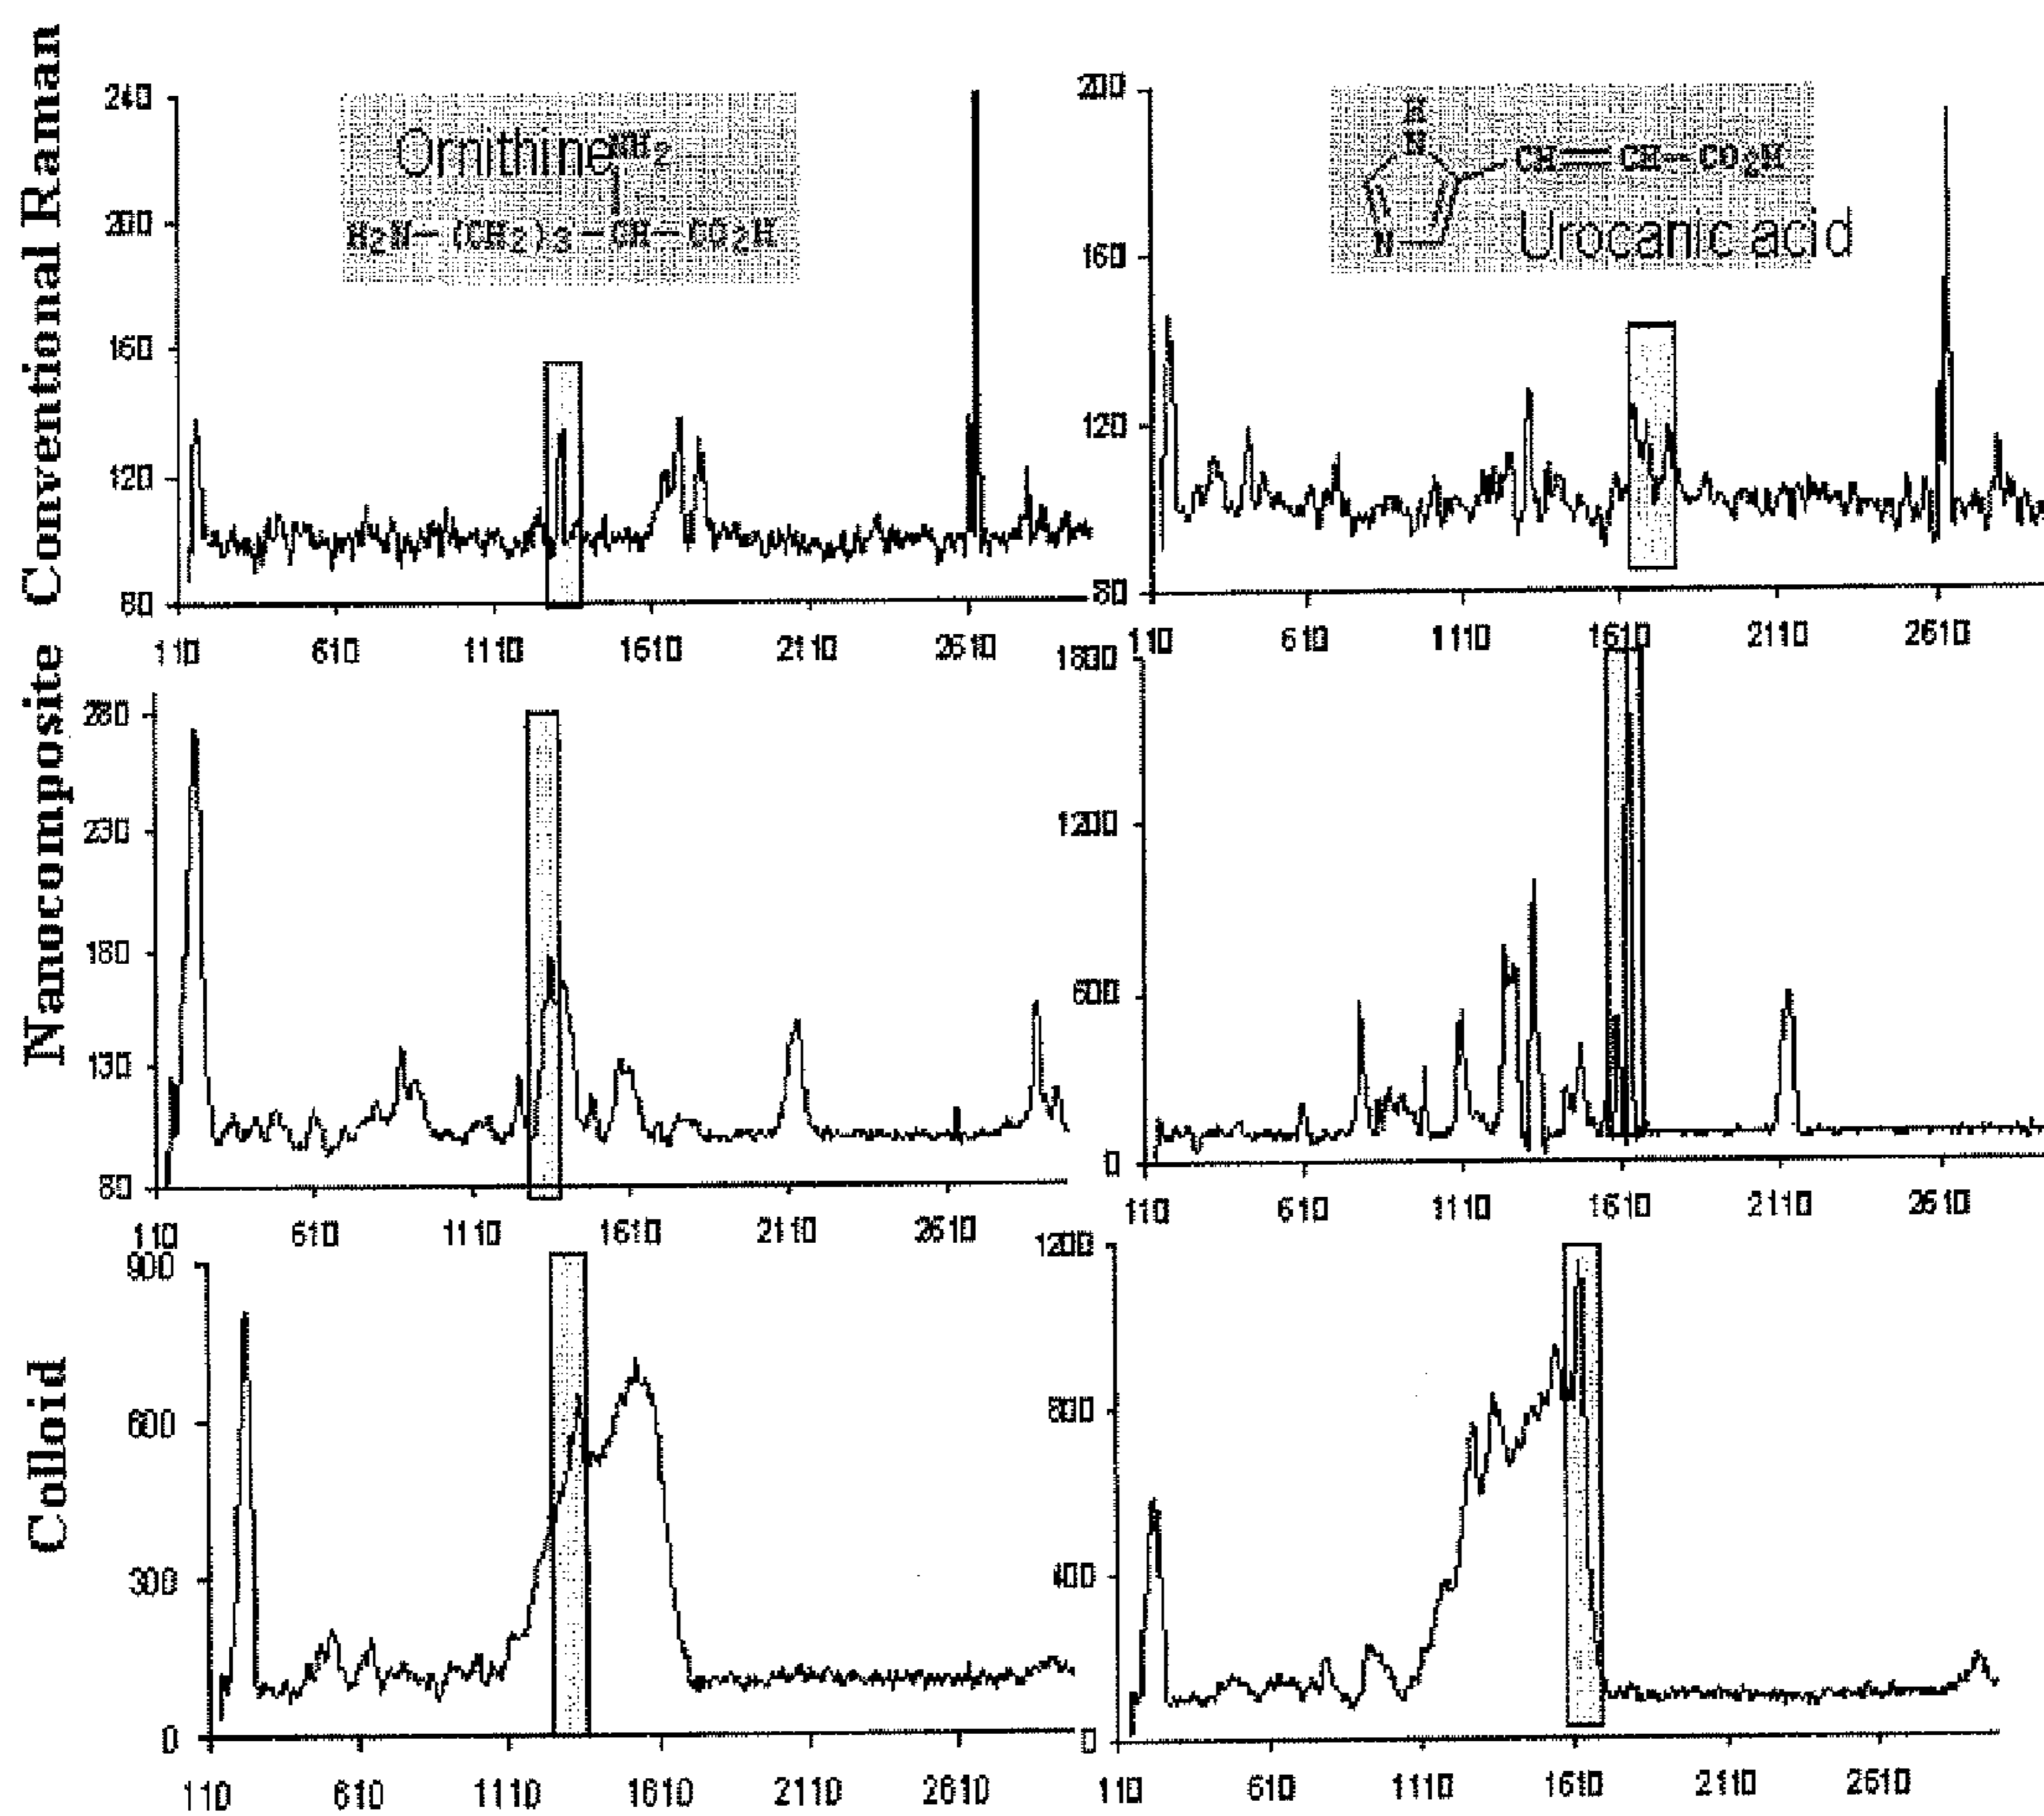 Conventional Raman
240
200
160
120
80
110 610 1110 1610 2110 2610
Ornithine NH2
H2N-(CH2)3-CH-CO2H
200
160
120
80
110 610 1110 1610 2110 2610
H
N
CH=CH-CO2H
N
Urocanic acid
Nanocomposite
280
230
180
130
80
110 610 1110 1610 2110 2610
1800
1200
600
0
110 610 1110 1610 2110 2610
Colloid
900
600
300
0
110 610 1110 1610 2110 2610
1200
800
400
0
110 610 1110 1610 2110 2610